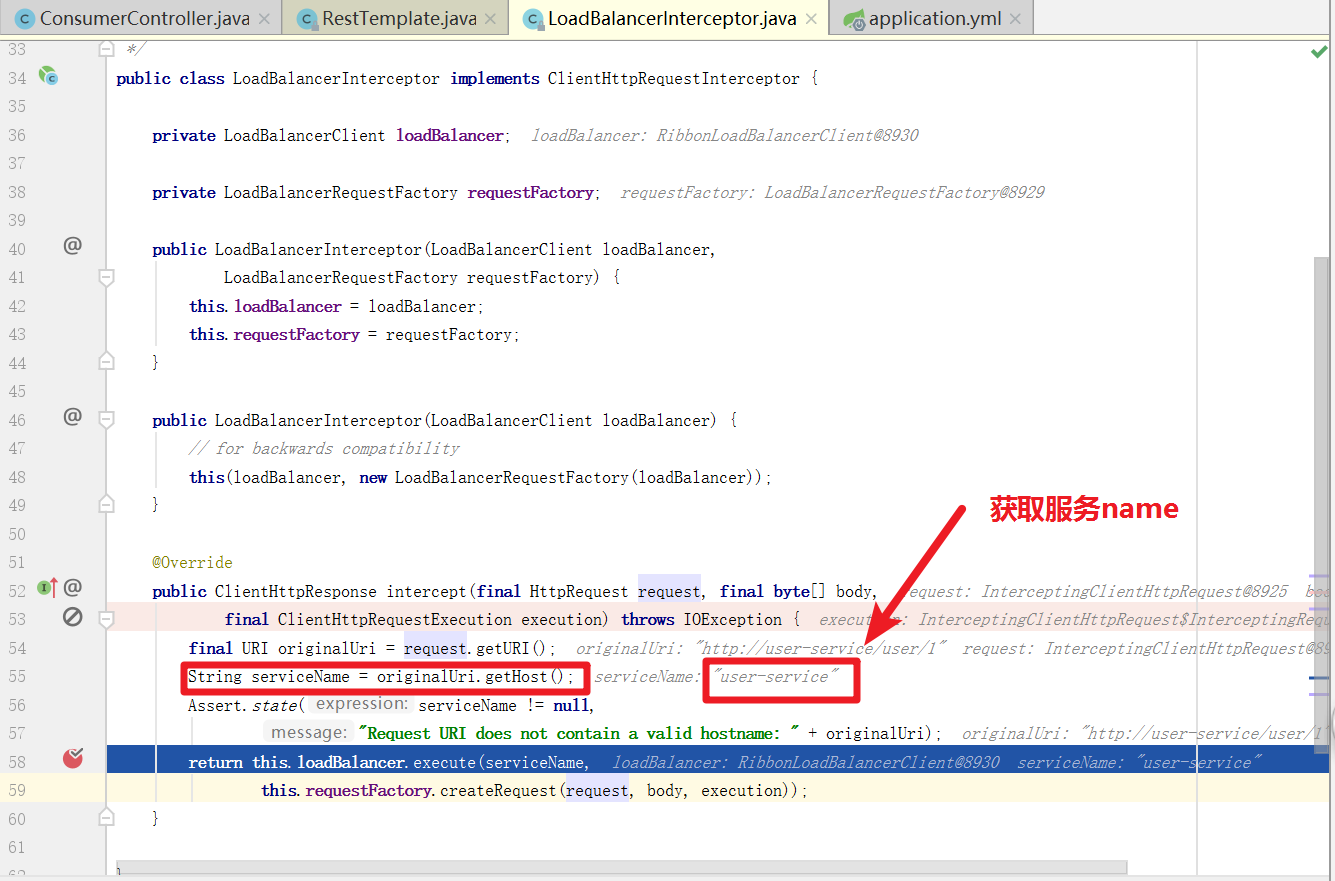 ConsumerController.java RestTemplate.java LoadBalancerInterceptor.java application.yml
33 */
34 public class LoadBalancerInterceptor implements ClientHttpRequestInterceptor {
35
36 private LoadBalancerClient loadBalancer; loadBalancer: RibbonLoadBalancerClient@8930
37
38 private LoadBalancerRequestFactory requestFactory; requestFactory: LoadBalancerRequestFactory@8929
39
40 public LoadBalancerInterceptor(LoadBalancerClient loadBalancer,
41 LoadBalancerRequestFactory requestFactory) {
42 this.loadBalancer = loadBalancer;
43 this.requestFactory = requestFactory;
44 }
45
46 public LoadBalancerInterceptor(LoadBalancerClient loadBalancer) {
47 // for backwards compatibility
48 this(loadBalancer, new LoadBalancerRequestFactory(loadBalancer));
49 }
50
获取服务name
51 @Override
52 public ClientHttpResponse intercept(final HttpRequest request, final byte[] body, request: InterceptingClientHttpRequest@8925
53 final ClientHttpRequestExecution execution) throws IOException { execution: InterceptingClientHttpRequest$InterceptingRequ
54 final URI originalUri = request.getURI(); originalUri: "http://user-service/user/1" request: InterceptingClientHttpRequest@89
55 String serviceName = originalUri.getHost(); serviceName: "user-service"
56 Assert.state( expression: serviceName != null,
57 message: "Request URI does not contain a valid hostname: " + originalUri); originalUri: "http://user-service/user/1"
58 return this.loadBalancer.execute(serviceName, loadBalancer: RibbonLoadBalancerClient@8930 serviceName: "user-service"
59 this.requestFactory.createRequest(request, body, execution));
60 }
61